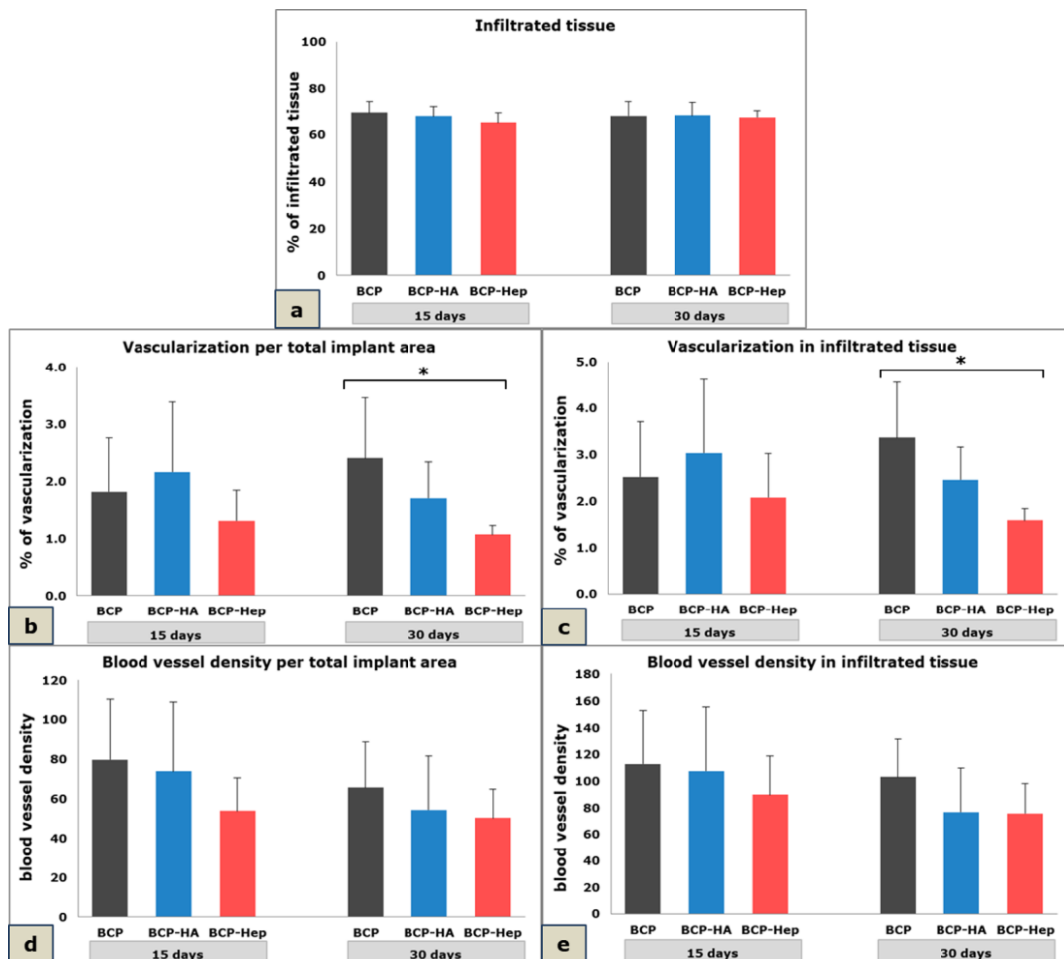 Infiltrated tissue
% of infiltrated tissue
100
80
60
40
20
0
BCP BCP-HA BCP-Hep BCP BCP-HA BCP-Hep
15 days 30 days
a
Vascularization per total implant area
% of vascularization
4.0
3.0
2.0
1.0
0.0
*
BCP BCP-HA BCP-Hep BCP BCP-HA BCP-Hep
15 days 30 days
b
Vascularization in infiltrated tissue
% of vascularization
5.0
4.0
3.0
2.0
1.0
0.0
*
BCP BCP-HA BCP-Hep BCP BCP-HA BCP-Hep
15 days 30 days
c
Blood vessel density per total implant area
blood vessel density
120
100
80
60
40
20
0
BCP BCP-HA BCP-Hep BCP BCP-HA BCP-Hep
15 days 30 days
d
Blood vessel density in infiltrated tissue
blood vessel density
180
160
140
120
100
80
60
40
20
0
BCP BCP-HA BCP-Hep BCP BCP-HA BCP-Hep
15 days 30 days
e